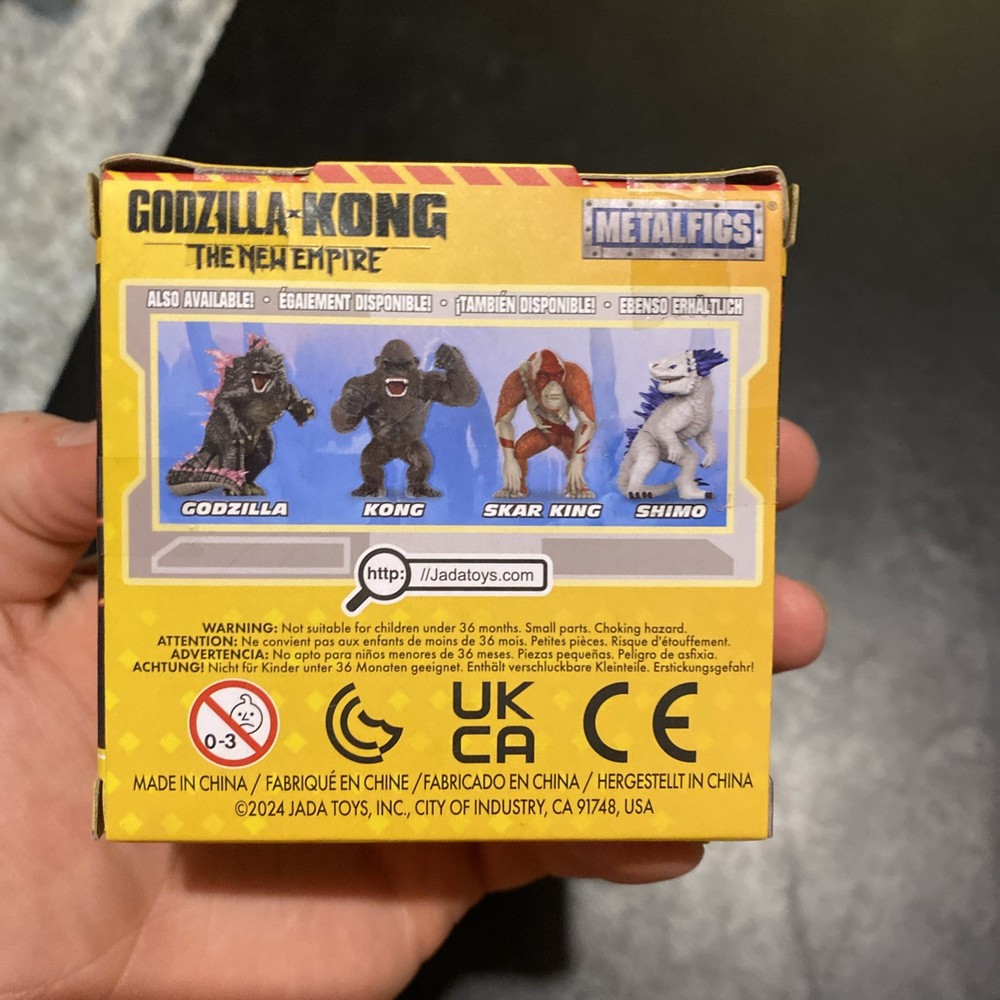 GODZILLA x KONG
THE NEW EMPIRE
METALFIGS®
ALSO AVAILABLE! • ÉGAIEMENT DISPONIBLE! • ¡TAMBIÉN DISPONIBLE! • EBENSO ERHÄLTLICH
GODZILLA KONG SKAR KING SHIMO
http: //Jadatoys.com
WARNING: Not suitable for children under 36 months. Small parts. Choking hazard.
ATTENTION: Ne convient pas aux enfants de moins de 36 mois. Petites pièces. Risque d'étouffement.
ADVERTENCIA: No apto para niños menores de 36 meses. Piezas pequeñas. Peligro de asfixia.
ACHTUNG! Nicht für Kinder unter 36 Monaten geeignet. Enthält verschluckbare Kleinteile. Erstickungsgefahr!
0-3
UK
CA
CE
MADE IN CHINA / FABRIQUÉ EN CHINE / FABRICADO EN CHINA / HERGESTELLT IN CHINA
©2024 JADA TOYS, INC., CITY OF INDUSTRY, CA 91748, USA